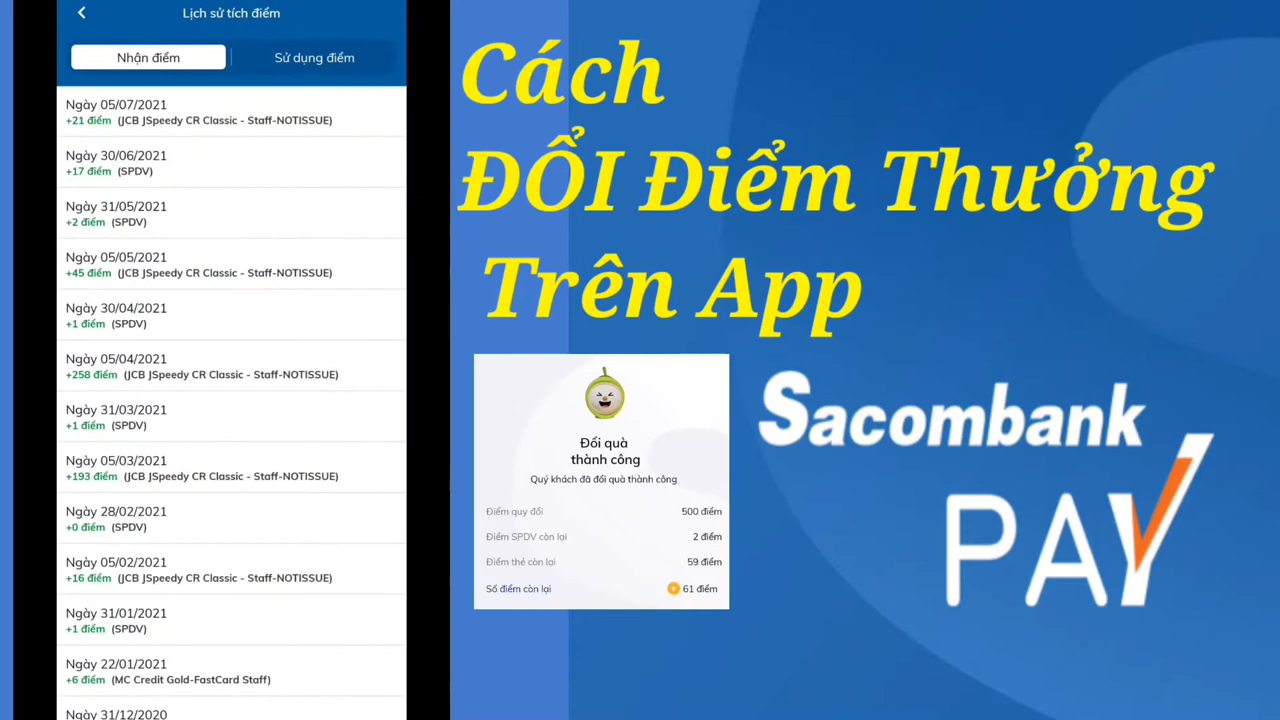 Lịch sử tích điểm
Nhận điểm
Sử dụng điểm
Ngày 05/07/2021
+21 điểm (JCB JSpeedy CR Classic - Staff-NOTISSUE)
Ngày 30/06/2021
+17 điểm (SPDV)
Ngày 31/05/2021
+2 điểm (SPDV)
Ngày 05/05/2021
+45 điểm (JCB JSpeedy CR Classic - Staff-NOTISSUE)
Ngày 30/04/2021
+1 điểm (SPDV)
Ngày 05/04/2021
+258 điểm (JCB JSpeedy CR Classic - Staff-NOTISSUE)
Ngày 31/03/2021
+1 điểm (SPDV)
Ngày 05/03/2021
+193 điểm (JCB JSpeedy CR Classic - Staff-NOTISSUE)
Ngày 28/02/2021
+0 điểm (SPDV)
Ngày 05/02/2021
+16 điểm (JCB JSpeedy CR Classic - Staff-NOTISSUE)
Ngày 31/01/2021
+1 điểm (SPDV)
Ngày 22/01/2021
+6 điểm (MC Credit Gold-FastCard Staff)
Ngày 31/12/2020
Cách
ĐỔI Điểm Thưởng
Trên App
Đổi quà
thành công
Quý khách đã đổi quà thành công
Điểm quy đổi 500 điểm
Điểm SPDV còn lại 2 điểm
Điểm thẻ còn lại 59 điểm
Số điểm còn lại 61 điểm
Sacombank
PAY